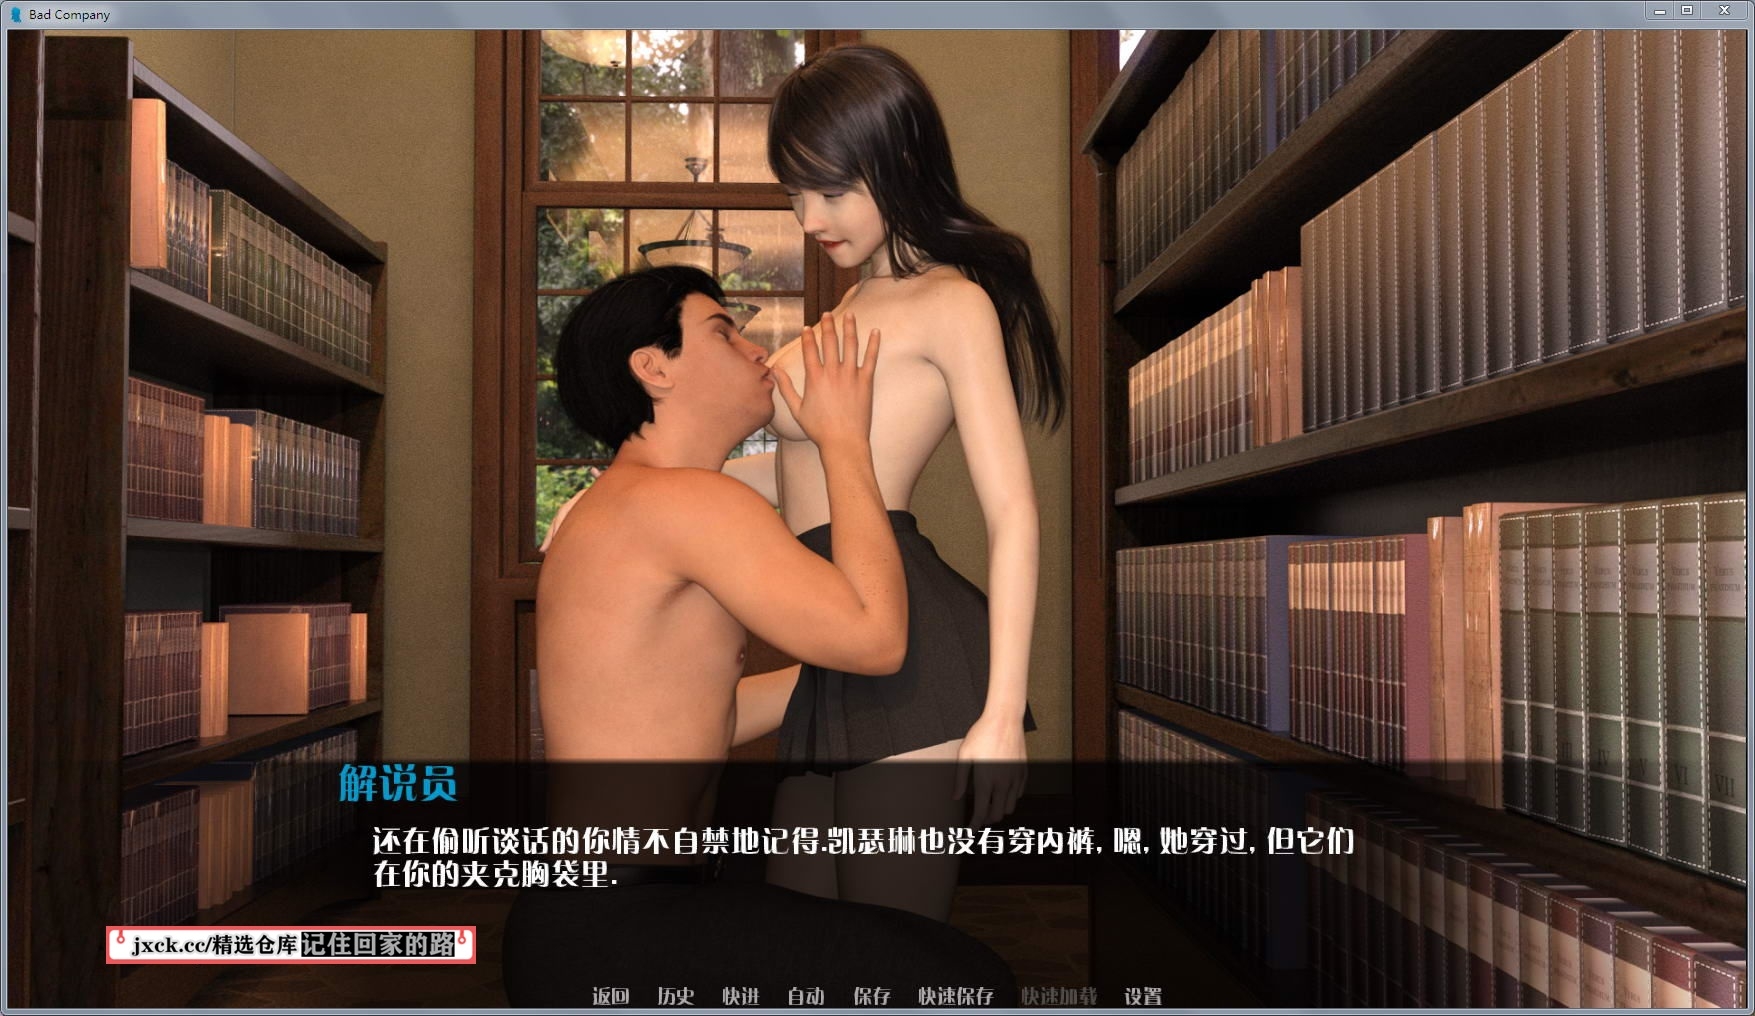 Bad Company
解说员
还在偷听谈话的你情不自禁地记得.凯瑟琳也没有穿内裤, 嗯, 她穿过, 但它们
在你的夹克胸袋里.
jxck.cc/精选仓库 记住回家的路
返回 历史 快进 自动 保存 快速保存 快速加载 设置